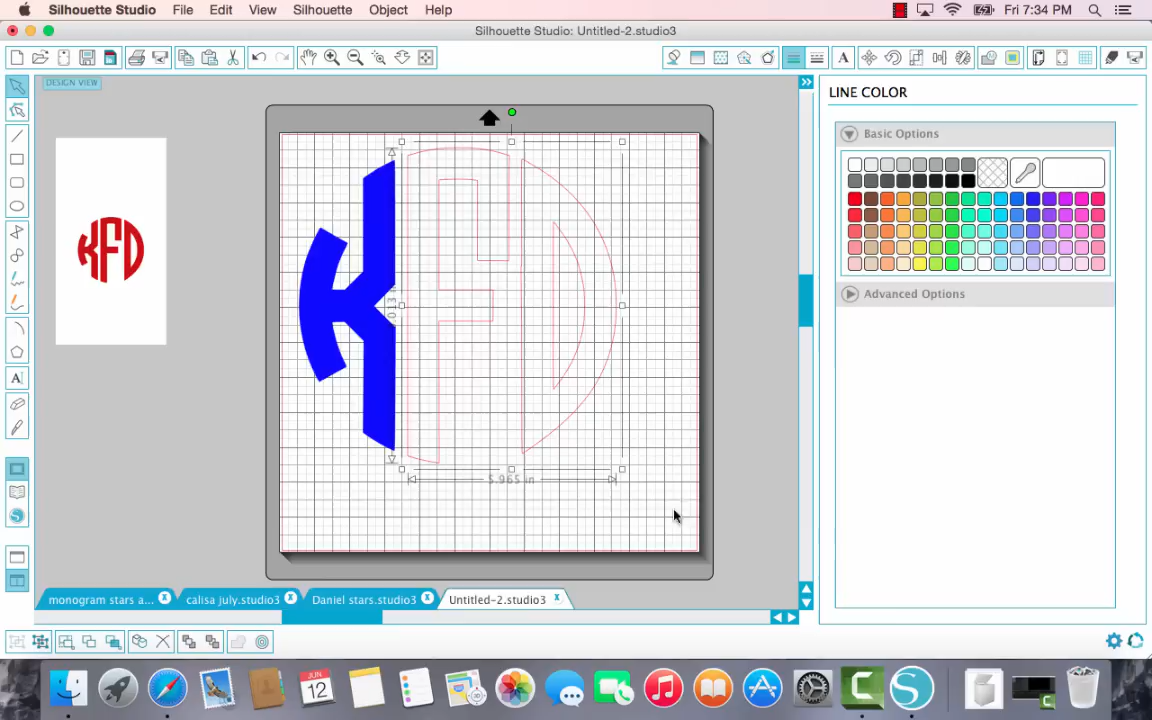 Silhouette Studio File Edit View Silhouette Object Help Fri 7:34 PM
Silhouette Studio: Untitled-2.studio3
DESIGN VIEW
LINE COLOR
Basic Options
Advanced Options
KFD
KFD
5.965 in
monogram stars a... calisa july.studio3 Daniel stars.studio3 Untitled-2.studio3
JUN
12